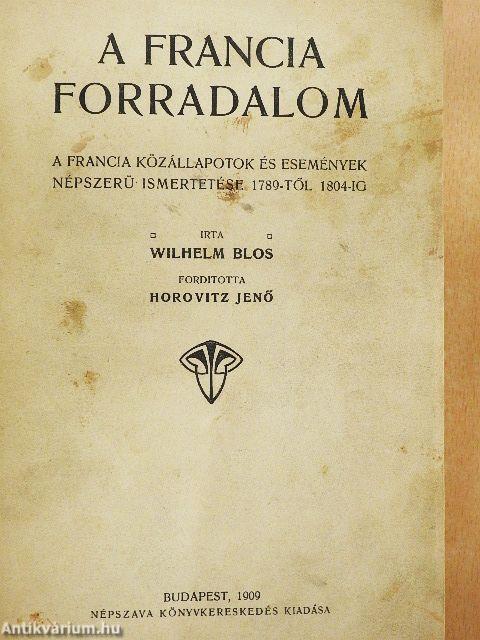 A FRANCIA
FORRADALOM
A FRANCIA KÖZÁLLAPOTOK ÉS ESEMÉNYEK
NÉPSZERŰ ISMERTETÉSE 1789-TŐL 1804-IG
IRTA
WILHELM BLOS
FORDITOTTA
HOROVITZ JENŐ
BUDAPEST, 1909
NÉPSZAVA KÖNYVKERESKEDÉS KIADÁSA
Antikvárium.hu